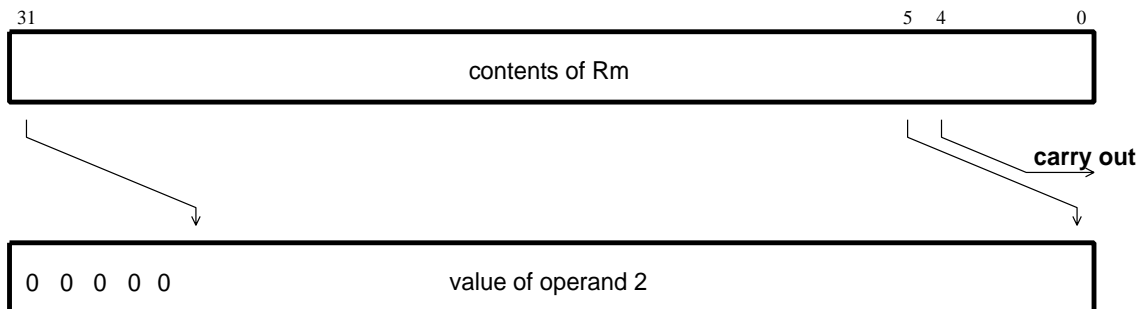 31 5 4 0
contents of Rm
carry out
0 0 0 0 0 value of operand 2